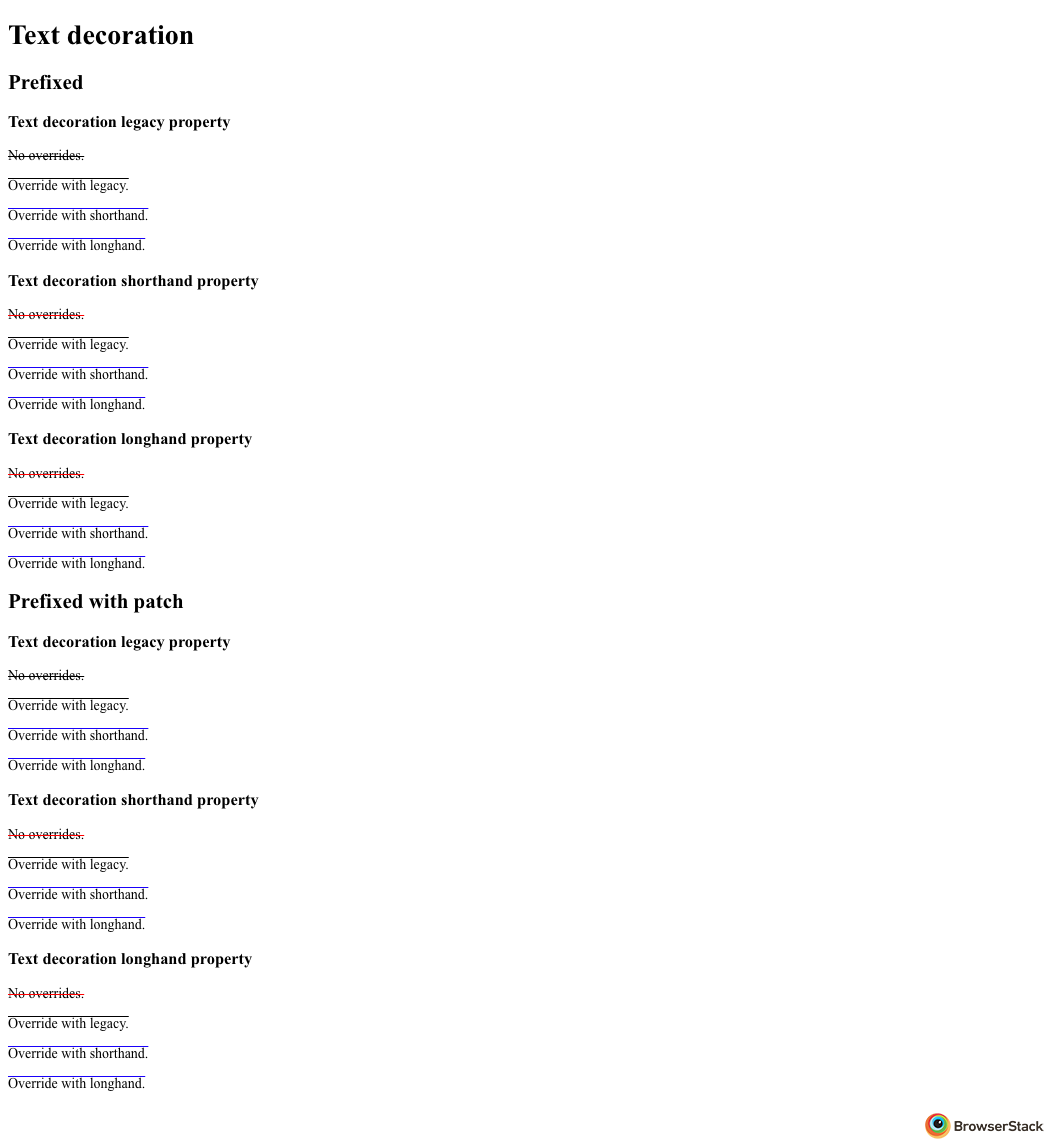 Text decoration
Prefixed
Text decoration legacy property
No overrides.
Override with legacy.
Override with shorthand.
Override with longhand.
Text decoration shorthand property
No overrides.
Override with legacy.
Override with shorthand.
Override with longhand.
Text decoration longhand property
No overrides.
Override with legacy.
Override with shorthand.
Override with longhand.
Prefixed with patch
Text decoration legacy property
No overrides.
Override with legacy.
Override with shorthand.
Override with longhand.
Text decoration shorthand property
No overrides.
Override with legacy.
Override with shorthand.
Override with longhand.
Text decoration longhand property
No overrides.
Override with legacy.
Override with shorthand.
Override with longhand.
BrowserStack